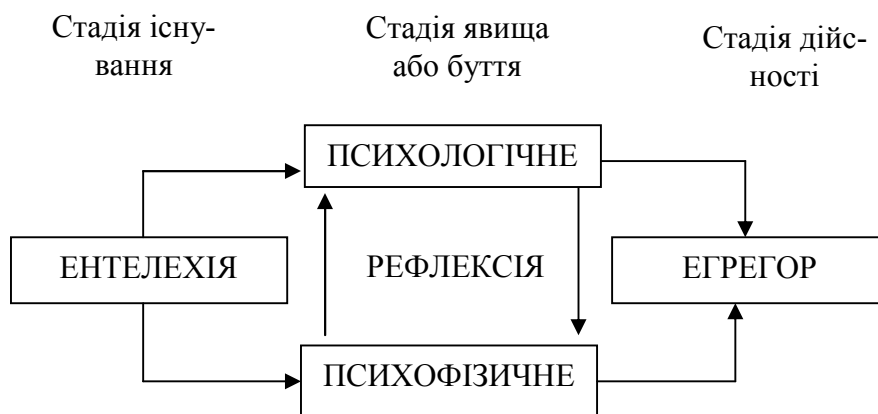 Стадія існу-
вання
Стадія явища
або буття
Стадія дійс-
ності
ПСИХОЛОГІЧНЕ
ЕНТЕЛЕХІЯ
РЕФЛЕКСІЯ
ЕГРЕГОР
ПСИХОФІЗИЧНЕ